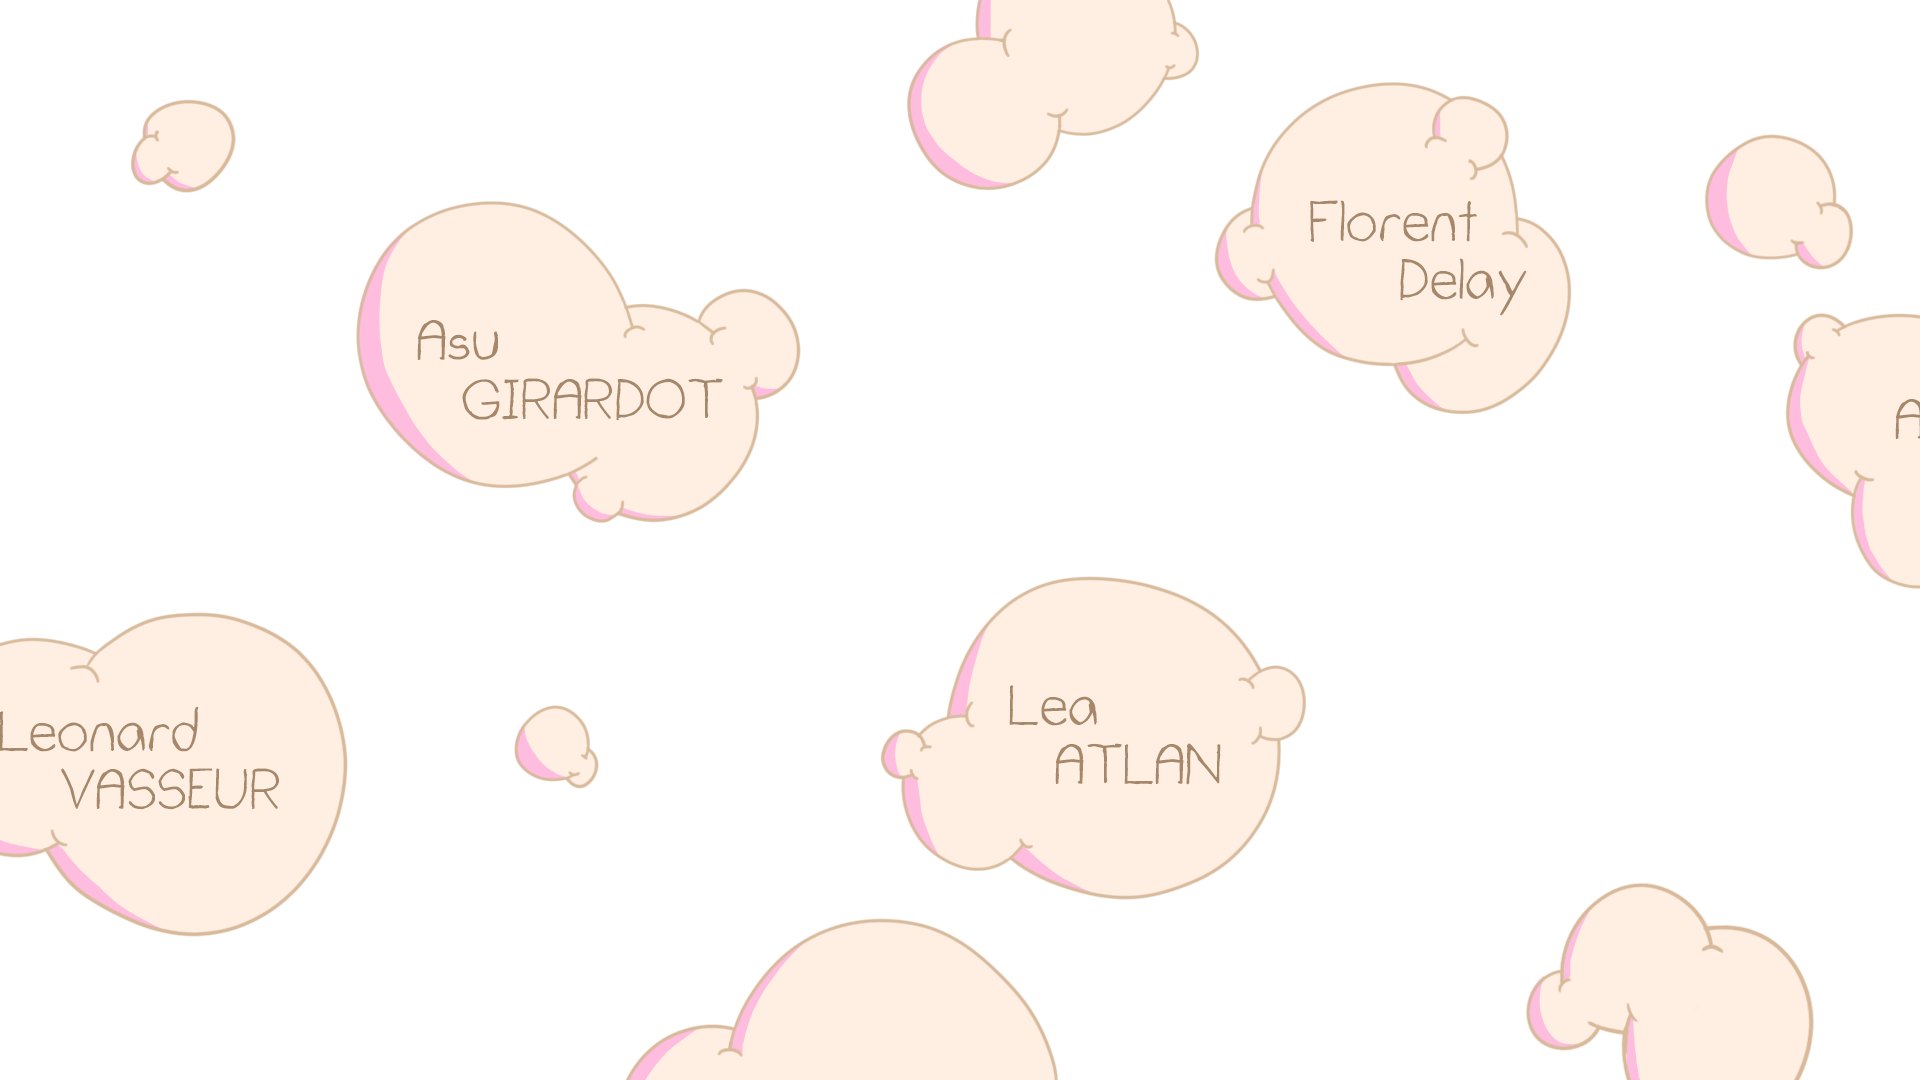 Florent
Delay
Asu
GIRARDOT
Lea
ATLAN
Leonard
VASSEUR